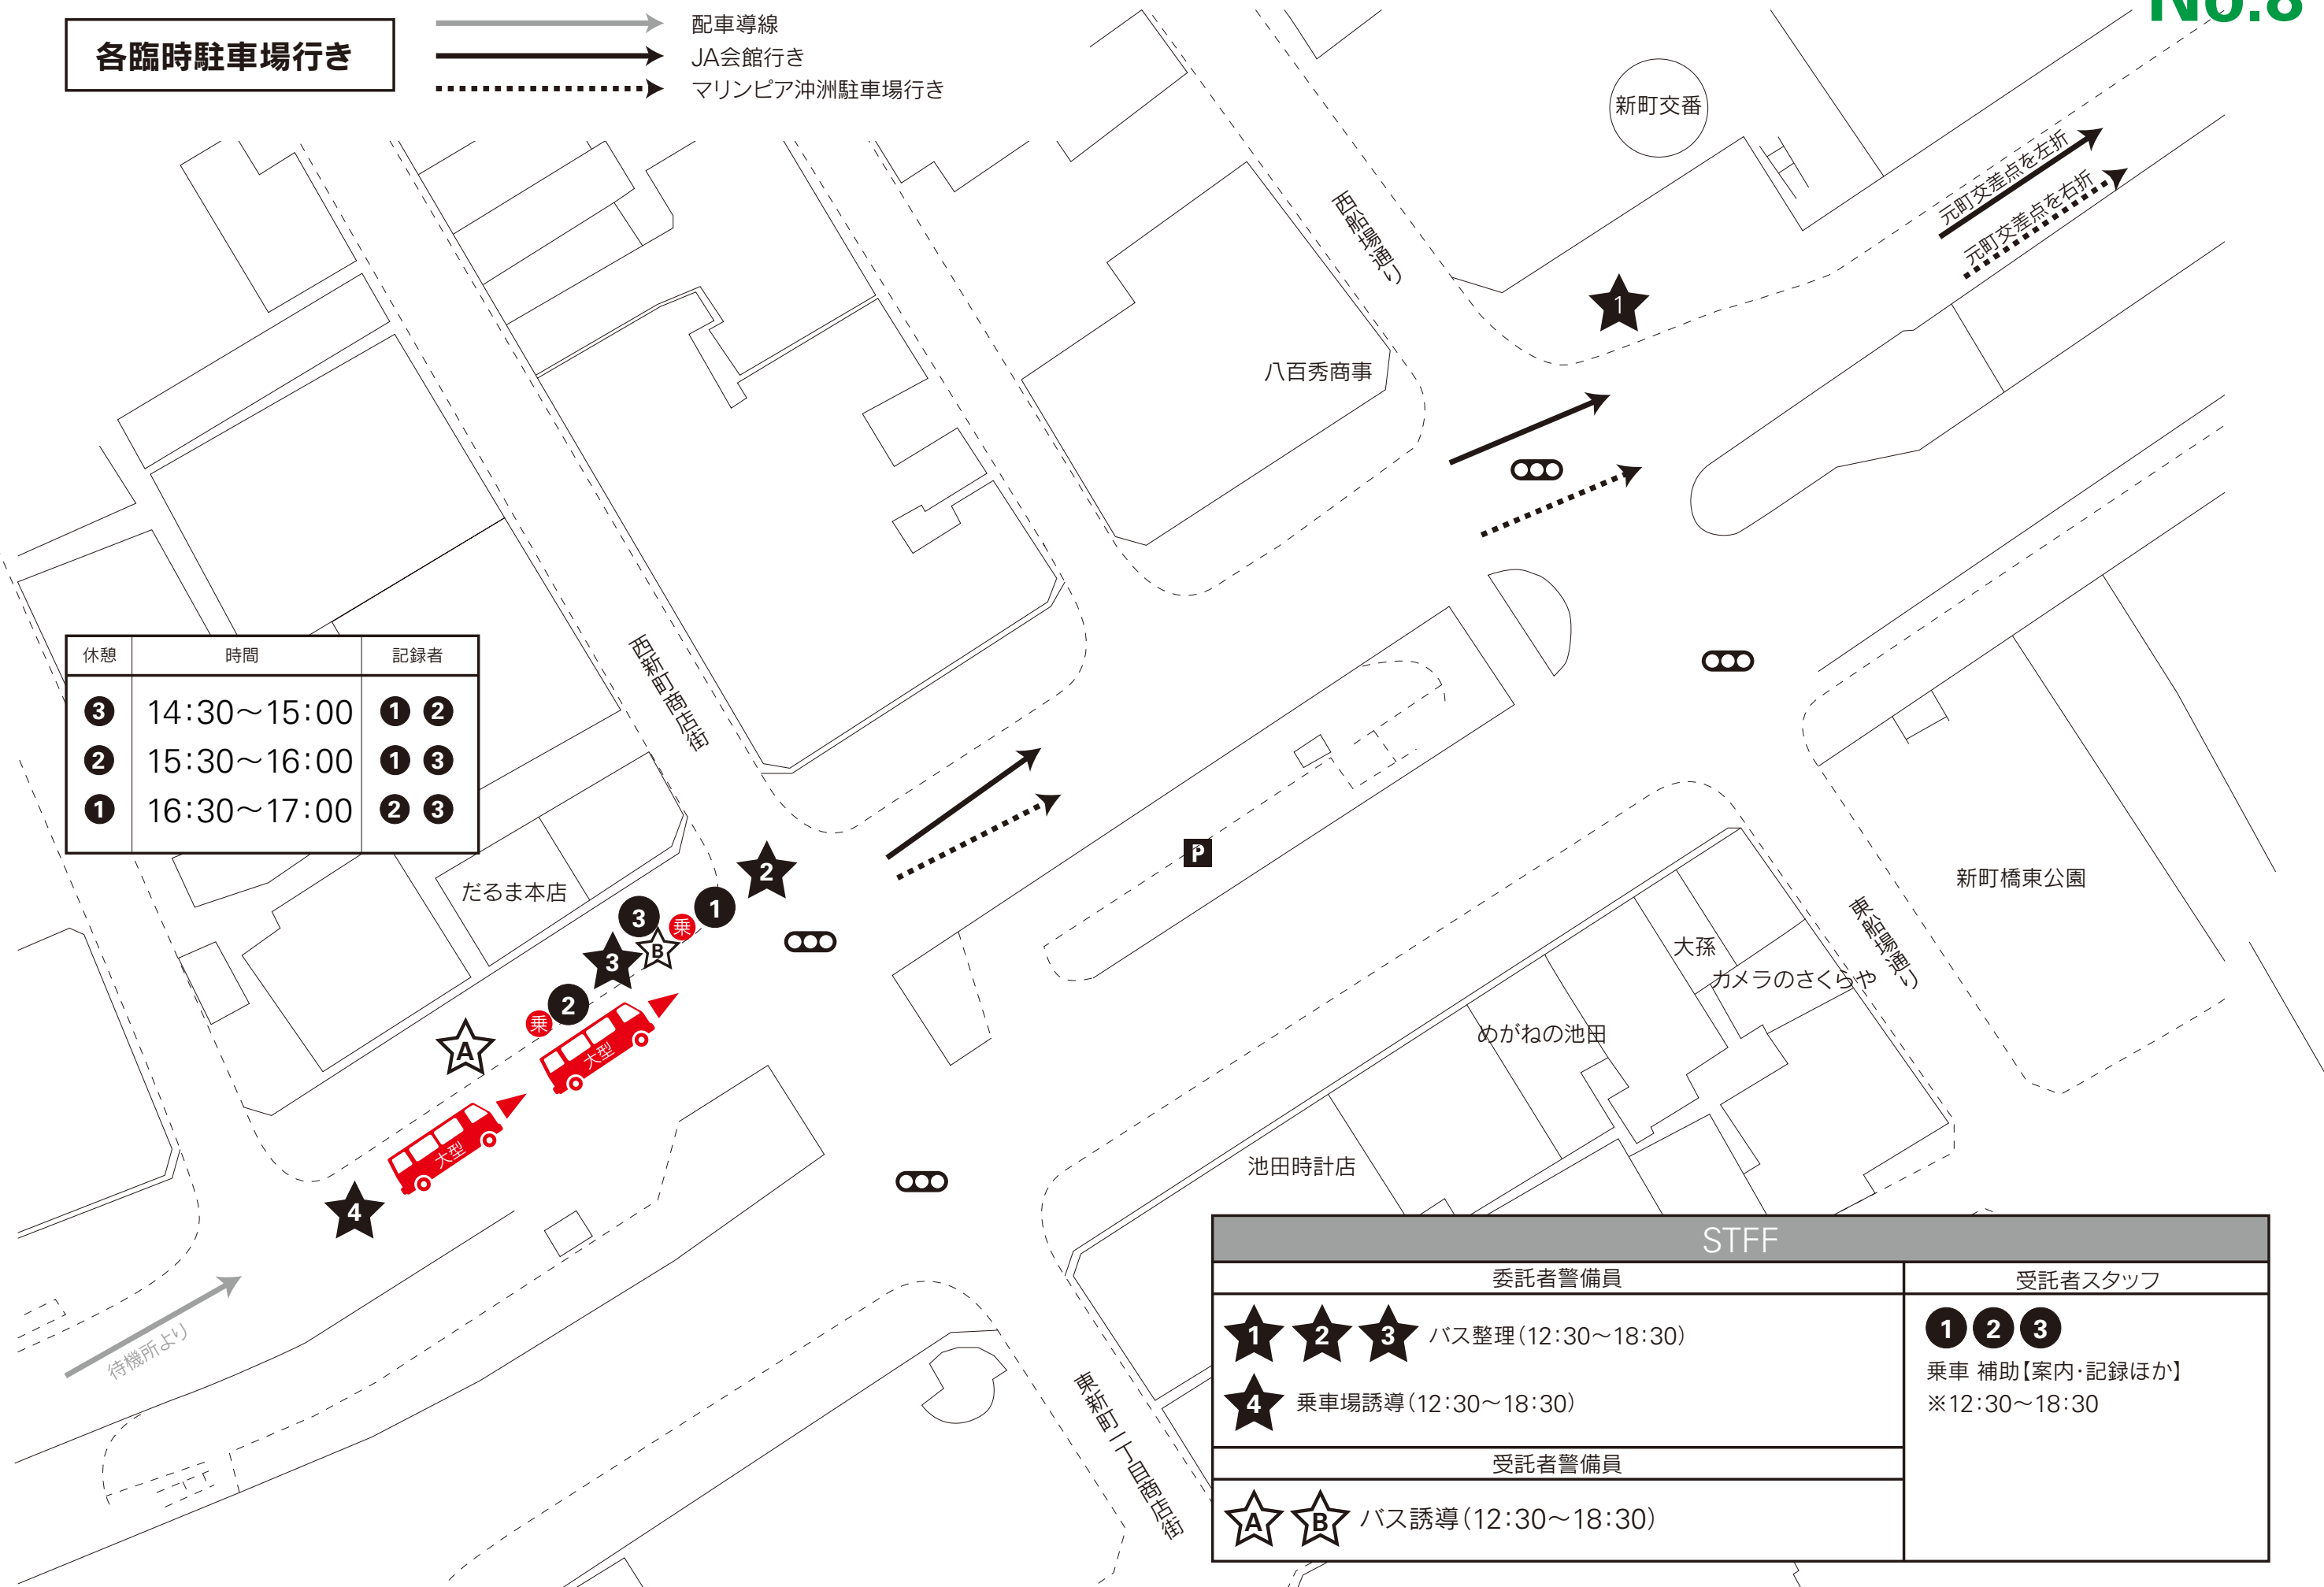 No.8
各臨時駐車場行き
配車導線
JA会館行き
マリンピア沖洲駐車場行き
新町交番
元町交差点を左折
元町交差点を右折
西船場通り
1
八百秀商事
休憩 時間 記録者
3 14:30〜15:00 1 2
2 15:30〜16:00 1 3
1 16:30〜17:00 2 3
西新町商店街
P
だるま本店
2
1
乗
3
B
3
2
乗
A
大型
大型
4
待機所より
新町橋東公園
東船場通り
大孫
カメラのさくらや
めがねの池田
池田時計店
東新町一丁目商店街
STFF
委託者警備員
1 2 3 バス整理(12:30〜18:30)
4 乗車場誘導(12:30〜18:30)
受託者警備員
A B バス誘導(12:30〜18:30)
受託者スタッフ
1 2 3
乗車 補助【案内・記録ほか】
※12:30〜18:30